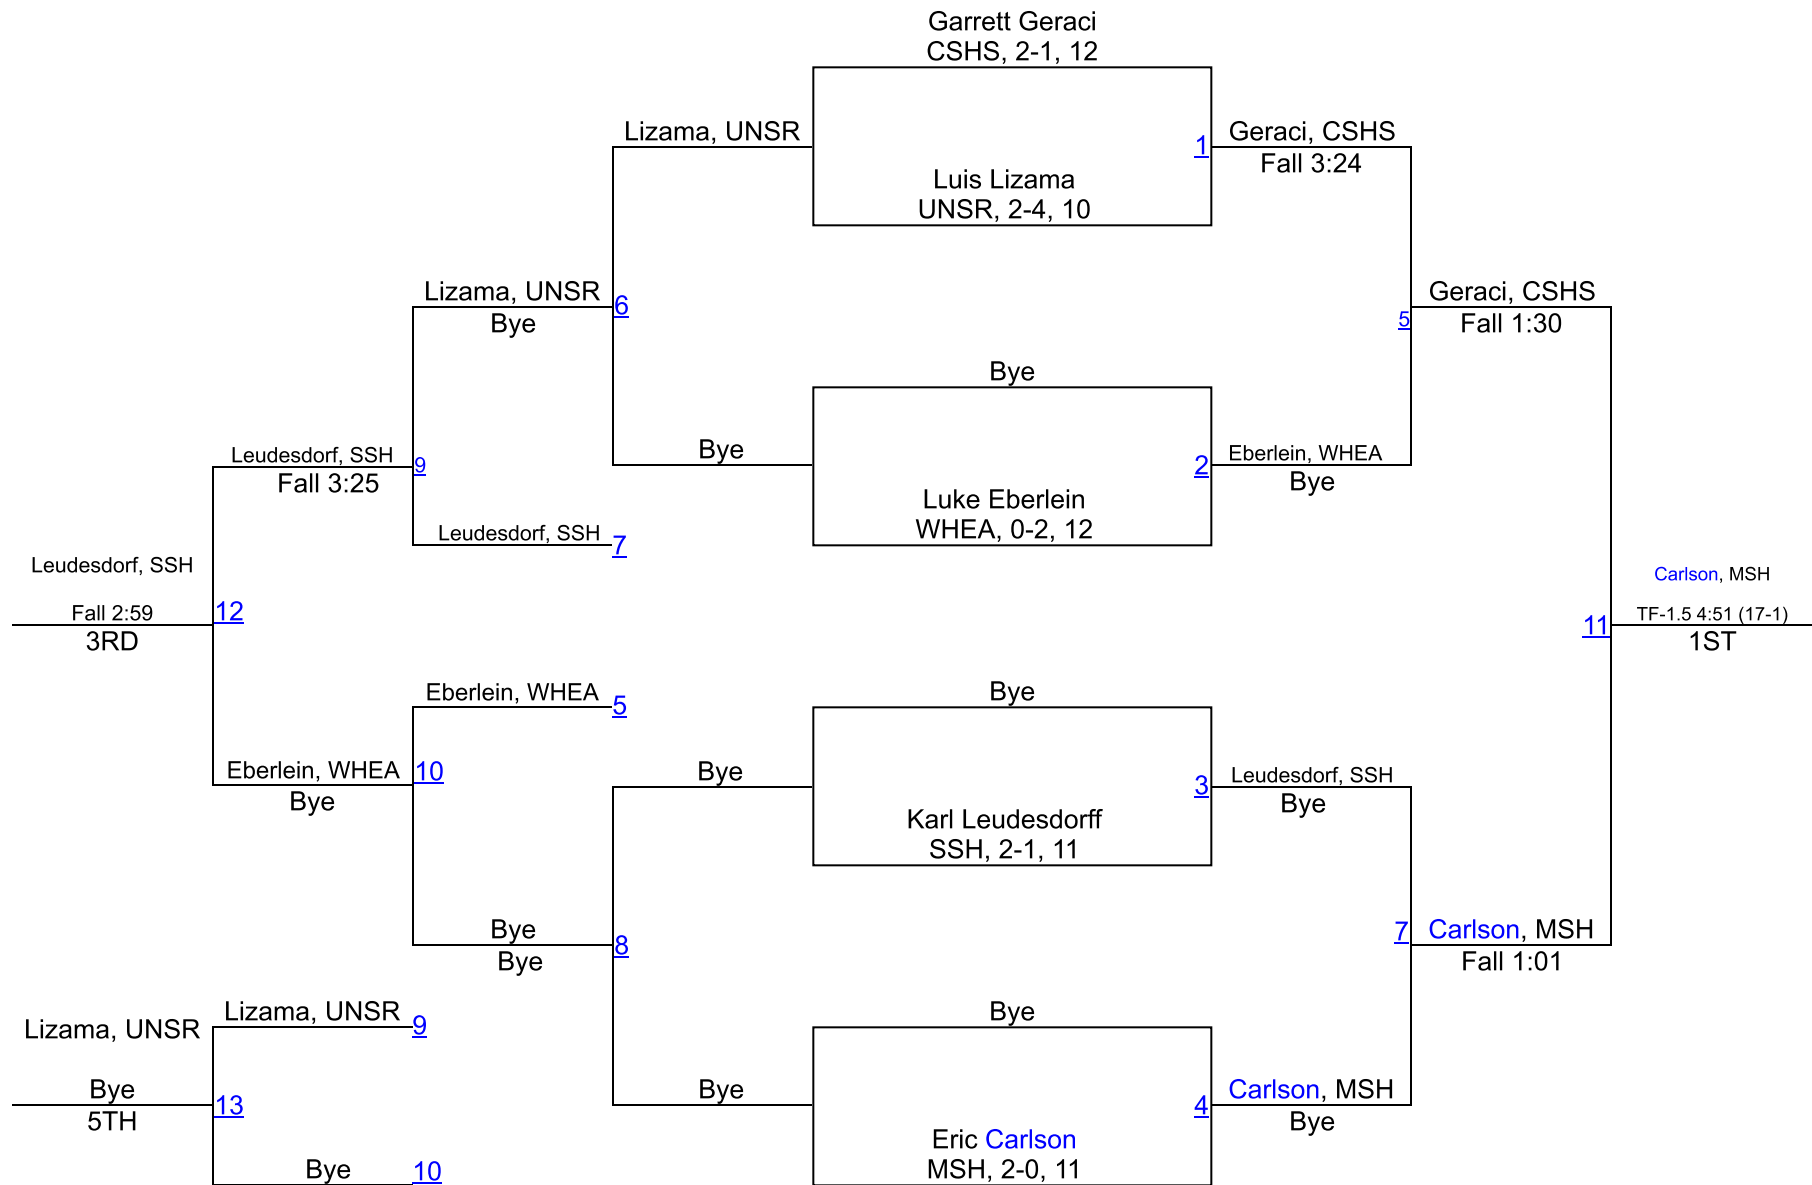 Garrett Geraci
CSHS, 2-1, 12
Lizama, UNSR
1
Geraci, CSHS
Fall 3:24
Luis Lizama
UNSR, 2-4, 10
Lizama, UNSR
Bye
6
Geraci, CSHS
5
Fall 1:30
Bye
Leudesdorf, SSH
9
Fall 3:25
Bye
2
Eberlein, WHEA
Bye
Luke Eberlein
WHEA, 0-2, 12
Leudesdorf, SSH
7
Leudesdorf, SSH
Fall 2:59
3RD
12
Carlson, MSH
11
TF-1.5 4:51 (17-1)
1ST
Eberlein, WHEA
5
Bye
Eberlein, WHEA
10
Bye
Bye
3
Leudesdorf, SSH
Bye
Karl Leudesdorff
SSH, 2-1, 11
Bye
Bye
8
7
Carlson, MSH
Fall 1:01
Lizama, UNSR
Lizama, UNSR
9
Bye
Bye
5TH
13
Bye
4
Carlson, MSH
Bye
Eric Carlson
MSH, 2-0, 11
Bye
10